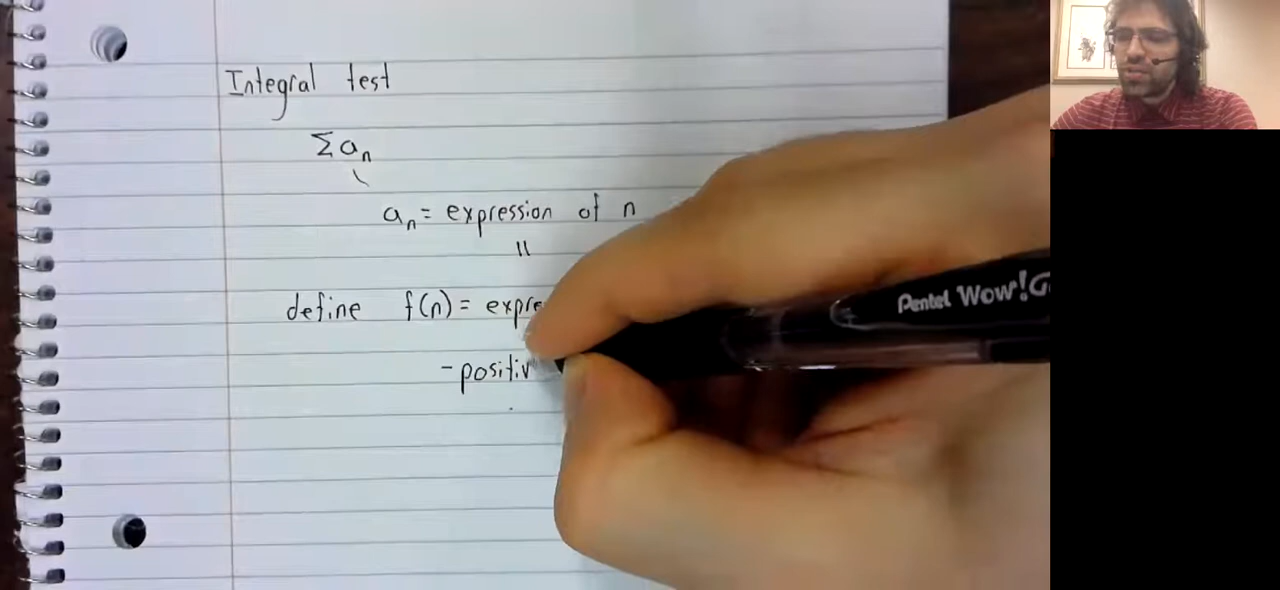 Integral test
Σaₙ
aₙ = expression of n
||
define f(n) = expre
- positiv
Pentel Wow!G